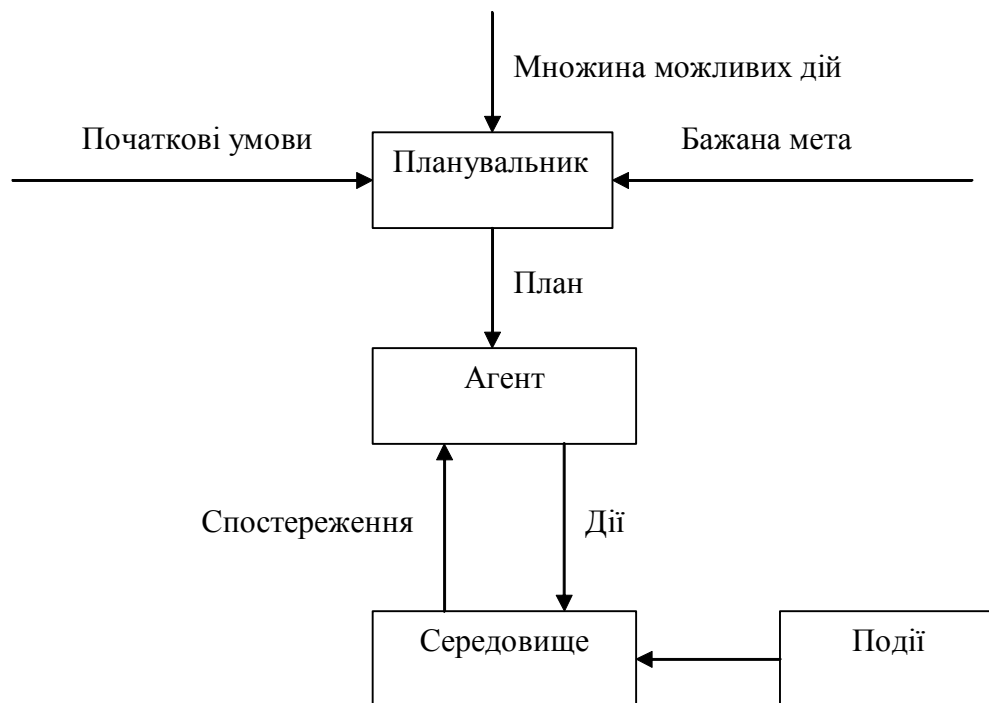 Множина можливих дій
Початкові умови
Бажана мета
Планувальник
План
Агент
Спостереження
Дії
Середовище
Події